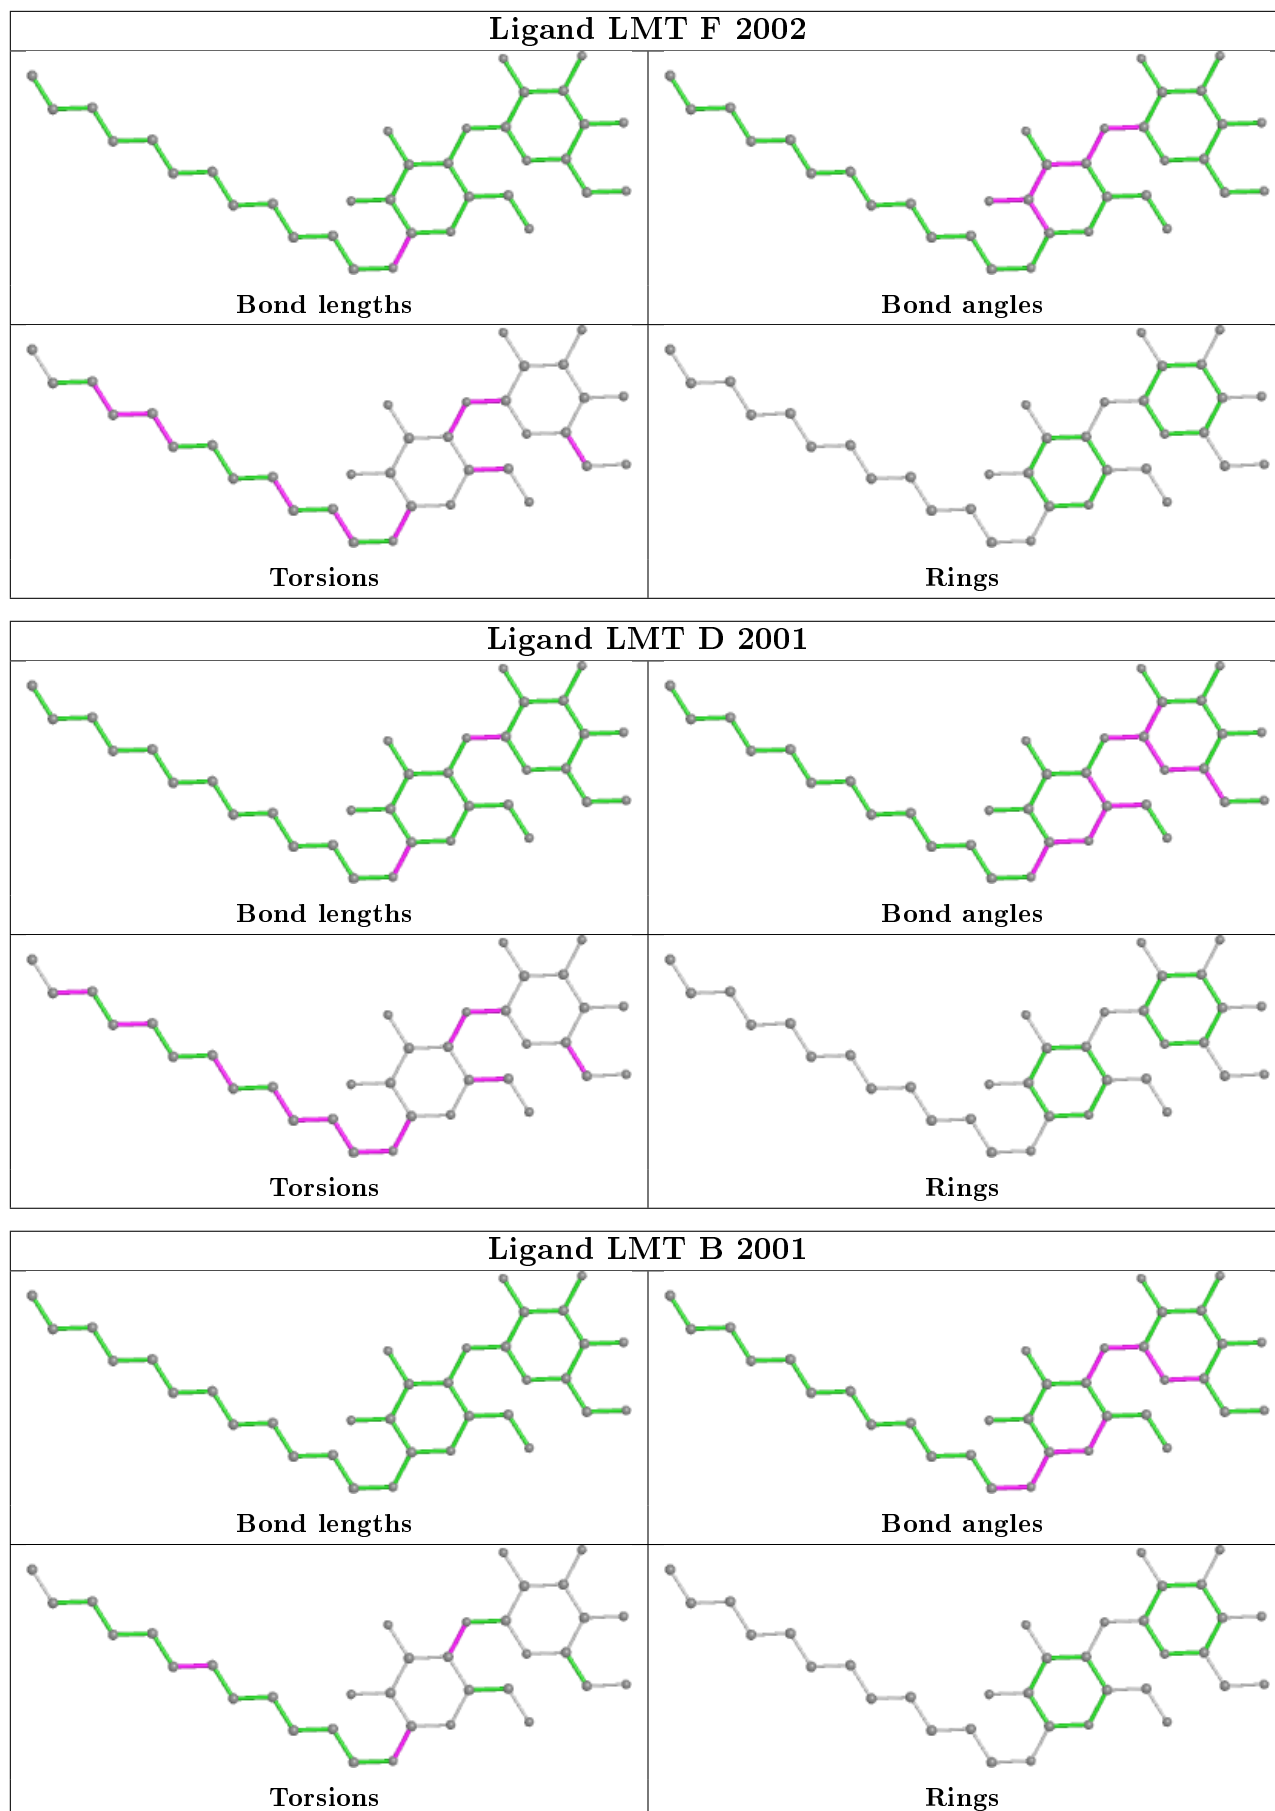 Ligand LMT F 2002
Bond lengths
Bond angles
Torsions
Rings
Ligand LMT D 2001
Bond lengths
Bond angles
Torsions
Rings
Ligand LMT B 2001
Bond lengths
Bond angles
Torsions
Rings